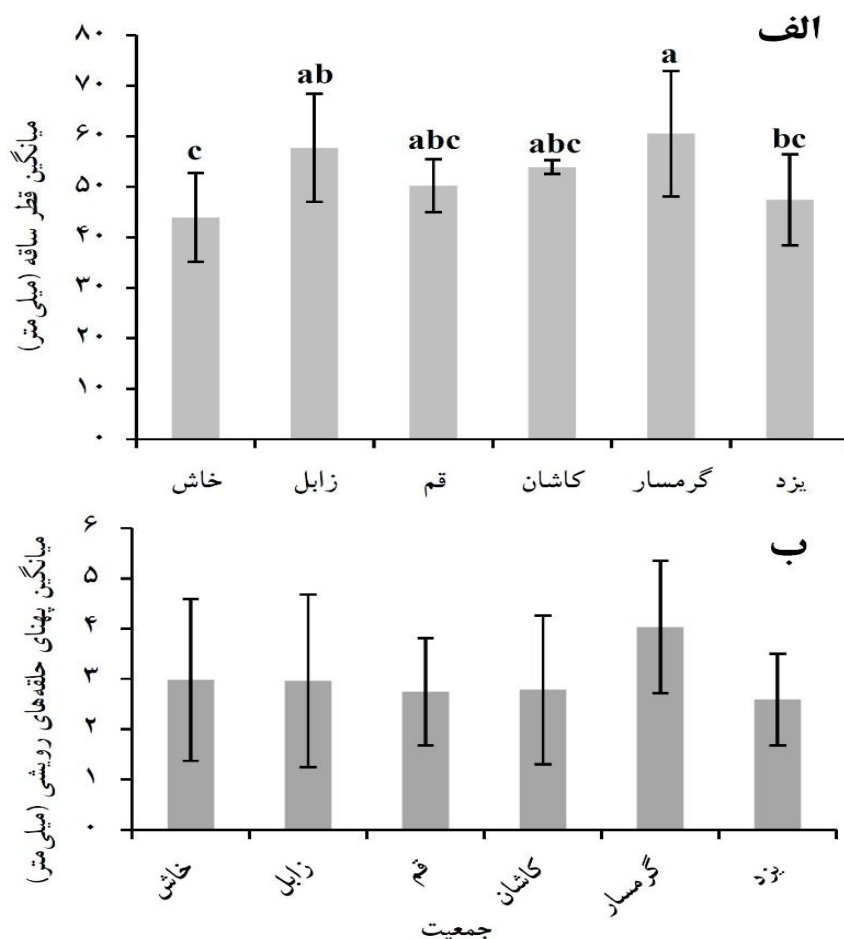 الف
میانگین قطر ساقه (میلی‌متر)
۸۰
۷۰
۶۰
۵۰
۴۰
۳۰
۲۰
۱۰
۰
c
ab
abc
abc
a
bc
خاش
زابل
قم
کاشان
گرمسار
یزد
ب
میانگین پهنای حلقه‌های رویشی (میلی‌متر)
۶
۵
۴
۳
۲
۱
۰
خاش
زابل
قم
کاشان
گرمسار
یزد
جمعیت